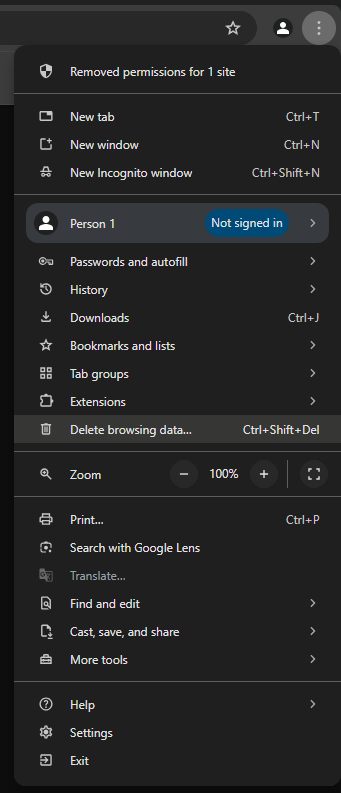 Removed permissions for 1 site
New tab Ctrl+T
New window Ctrl+N
New Incognito window Ctrl+Shift+N
Person 1 Not signed in
Passwords and autofill
History
Downloads Ctrl+J
Bookmarks and lists
Tab groups
Extensions
Delete browsing data... Ctrl+Shift+Del
Zoom − 100% +
Print... Ctrl+P
Search with Google Lens
Translate...
Find and edit
Cast, save, and share
More tools
Help
Settings
Exit